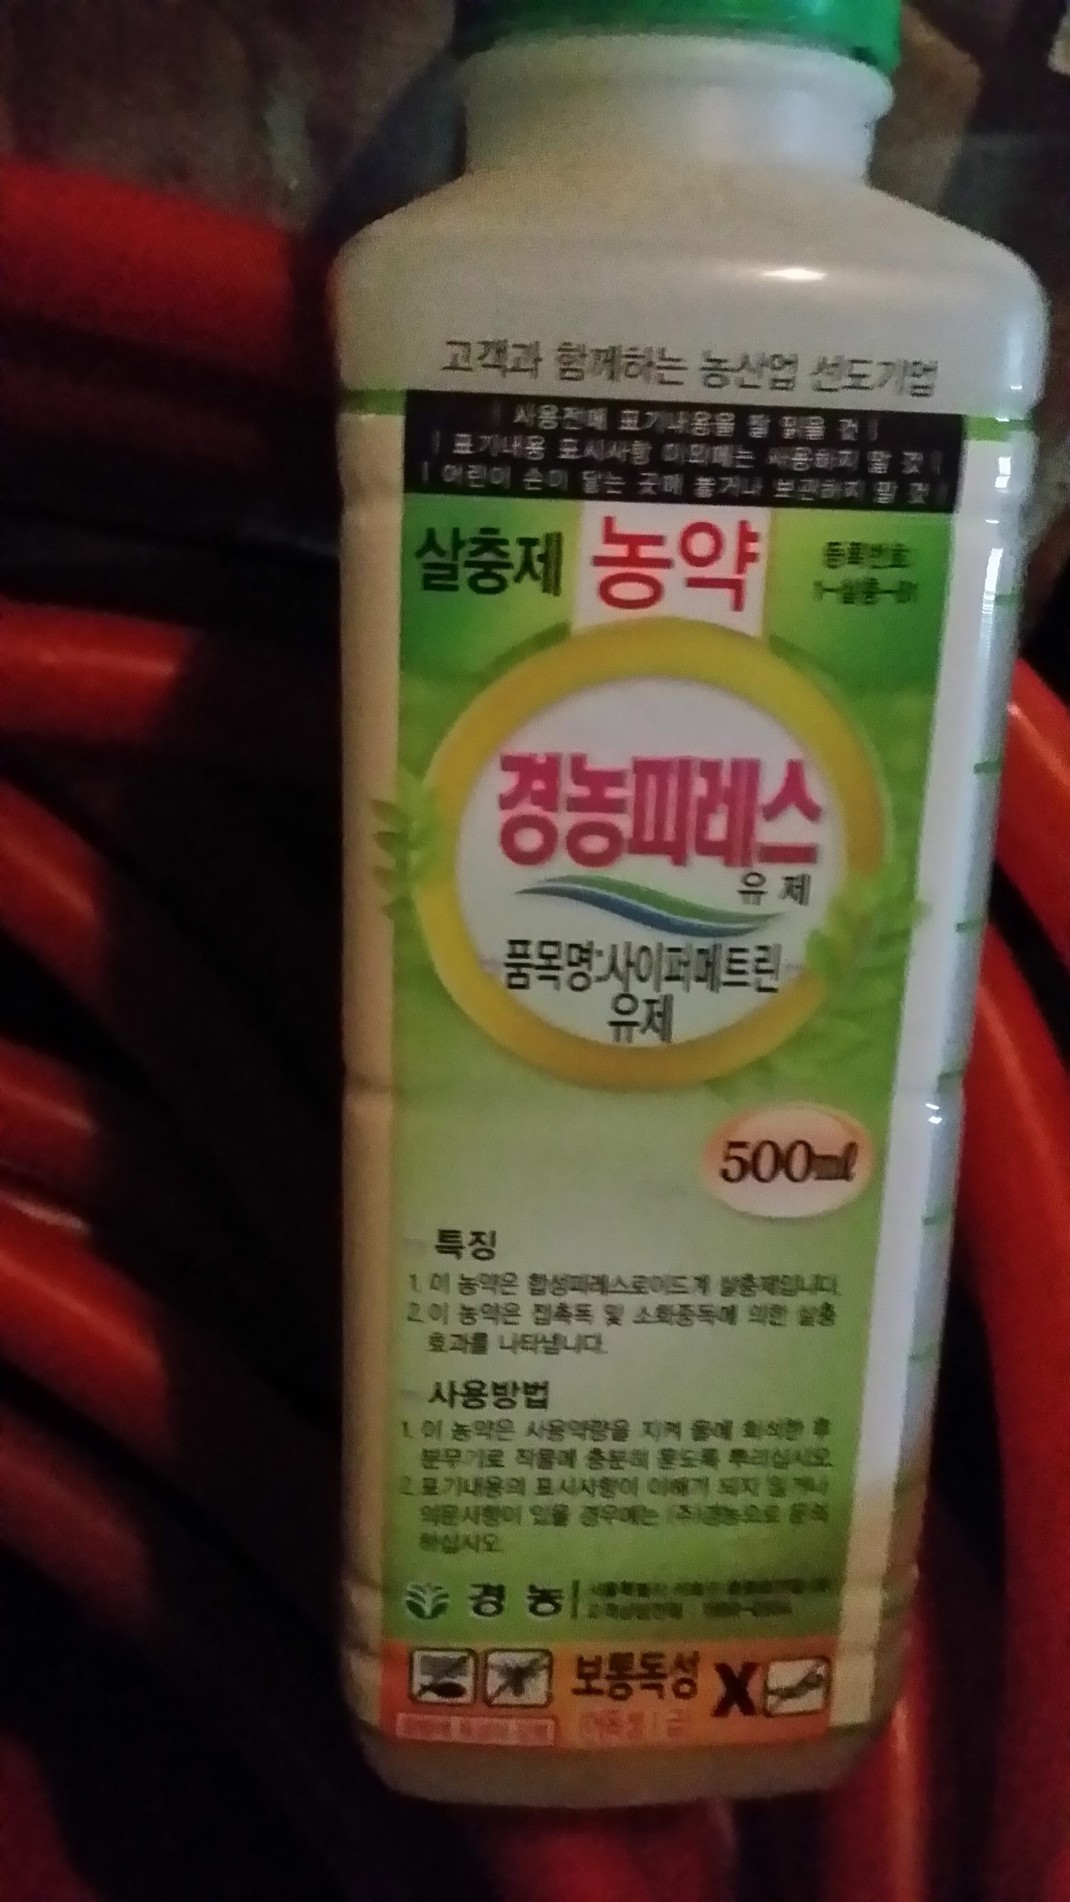 고객과 함께하는 농산업 선도기업
| 사용전에 표기내용을 잘 읽을 것 |
| 표기내용 표시사항 이외에는 사용하지 말 것 |
| 어린이 손이 닿는 곳에 놓거나 보관하지 말 것 |
살충제 농약
등록번호
1-살충-61
경농피레스
유제
품목명:사이퍼메트린
유제
500㎖
특징
1. 이 농약은 합성피레스로이드계 살충제입니다.
2. 이 농약은 접촉독 및 소화중독에 의한 살충
효과를 나타냅니다.
사용방법
1. 이 농약은 사용약량을 지켜 물에 희석한 후
분무기로 작물에 충분히 묻도록 뿌리십시오
2. 표기내용의 표시사항이 이해가 되지 않거나
의문사항이 있을 경우에는 (주)경농으로 문의
하십시오.
경 농
보통독성 X
어독성 Ⅰ급